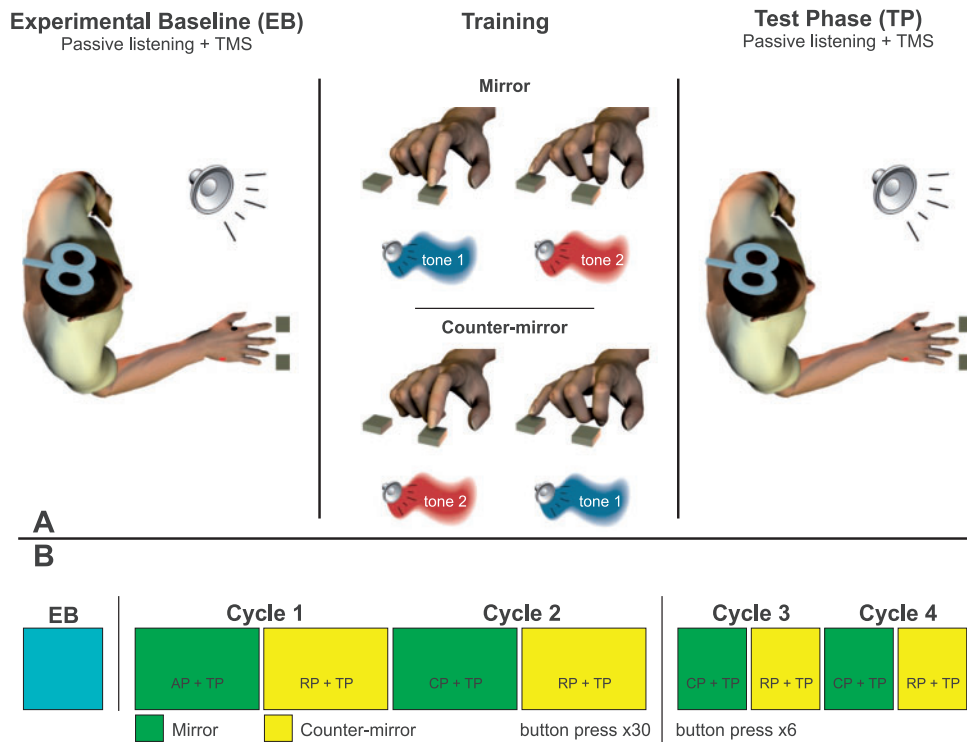 Experimental Baseline (EB)
Passive listening + TMS
Training
Test Phase (TP)
Passive listening + TMS
Mirror
tone 1
tone 2
Counter-mirror
tone 2
tone 1
A
B
EB
Cycle 1
Cycle 2
Cycle 3
Cycle 4
AP + TP
RP + TP
CP + TP
RP + TP
CP + TP
RP + TP
CP + TP
RP + TP
Mirror
Counter-mirror
button press x30
button press x6